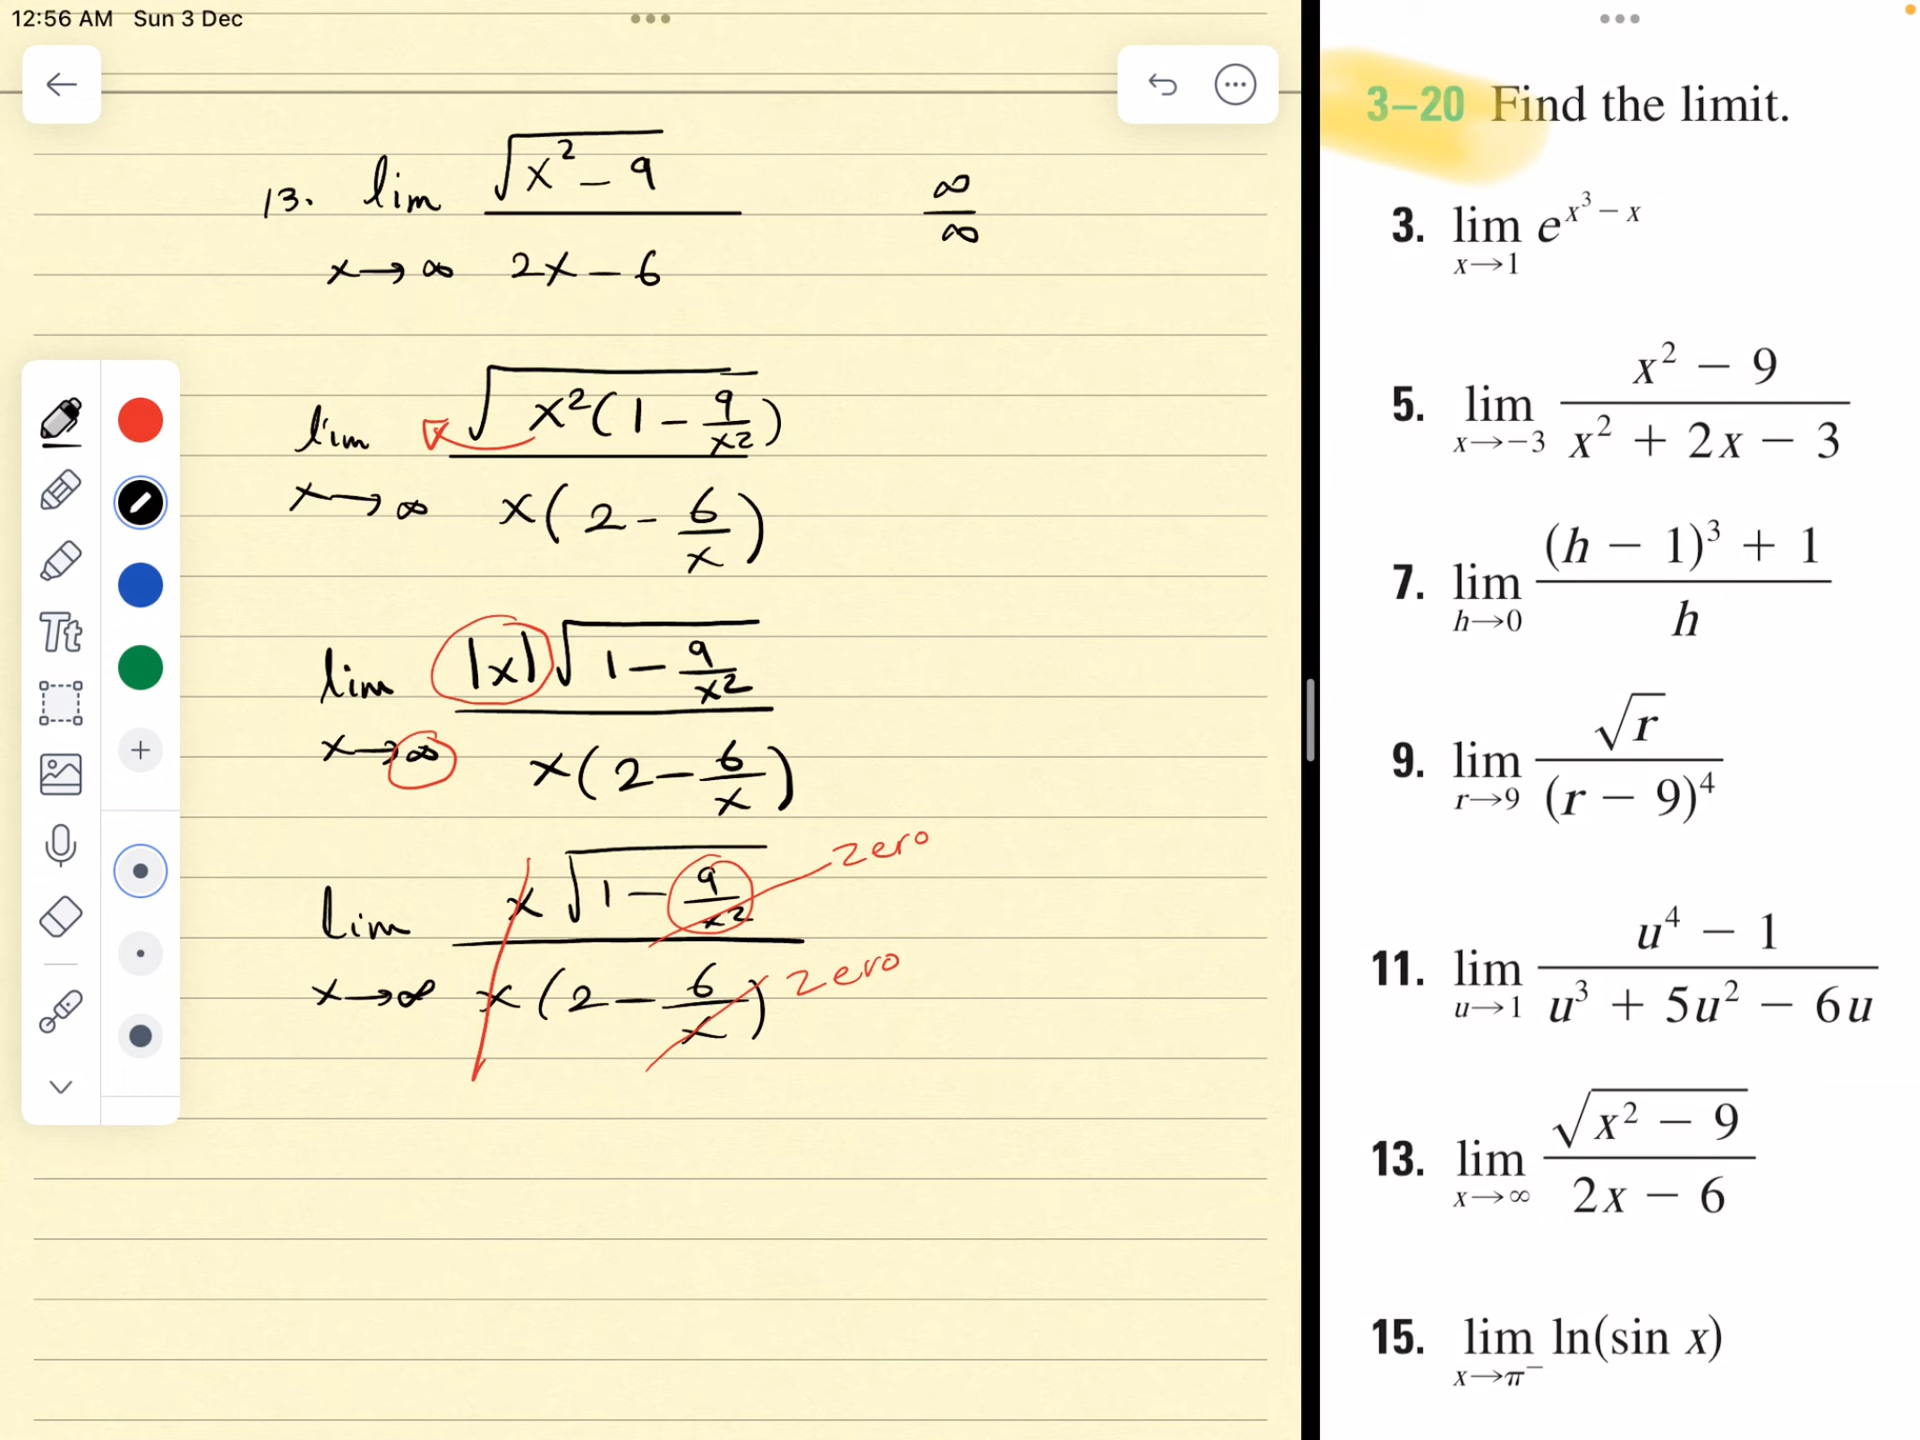 12:56 AM Sun 3 Dec
13. lim √(x² - 9) / (2x - 6)
x→∞
∞/∞
lim √(x²(1 - 9/x²)) / (x(2 - 6/x))
x→∞
lim |x|√(1 - 9/x²) / (x(2 - 6/x))
x→∞
lim x√(1 - 9/x²) / (x(2 - 6/x))
x→∞
zero
zero
Tt
3–20 Find the limit.
3. lim e^(x³ − x)
x→1
5. lim (x² − 9) / (x² + 2x − 3)
x→−3
7. lim ((h − 1)³ + 1) / h
h→0
9. lim √r / (r − 9)⁴
r→9
11. lim (u⁴ − 1) / (u³ + 5u² − 6u)
u→1
13. lim √(x² − 9) / (2x − 6)
x→∞
15. lim ln(sin x)
x→π⁻